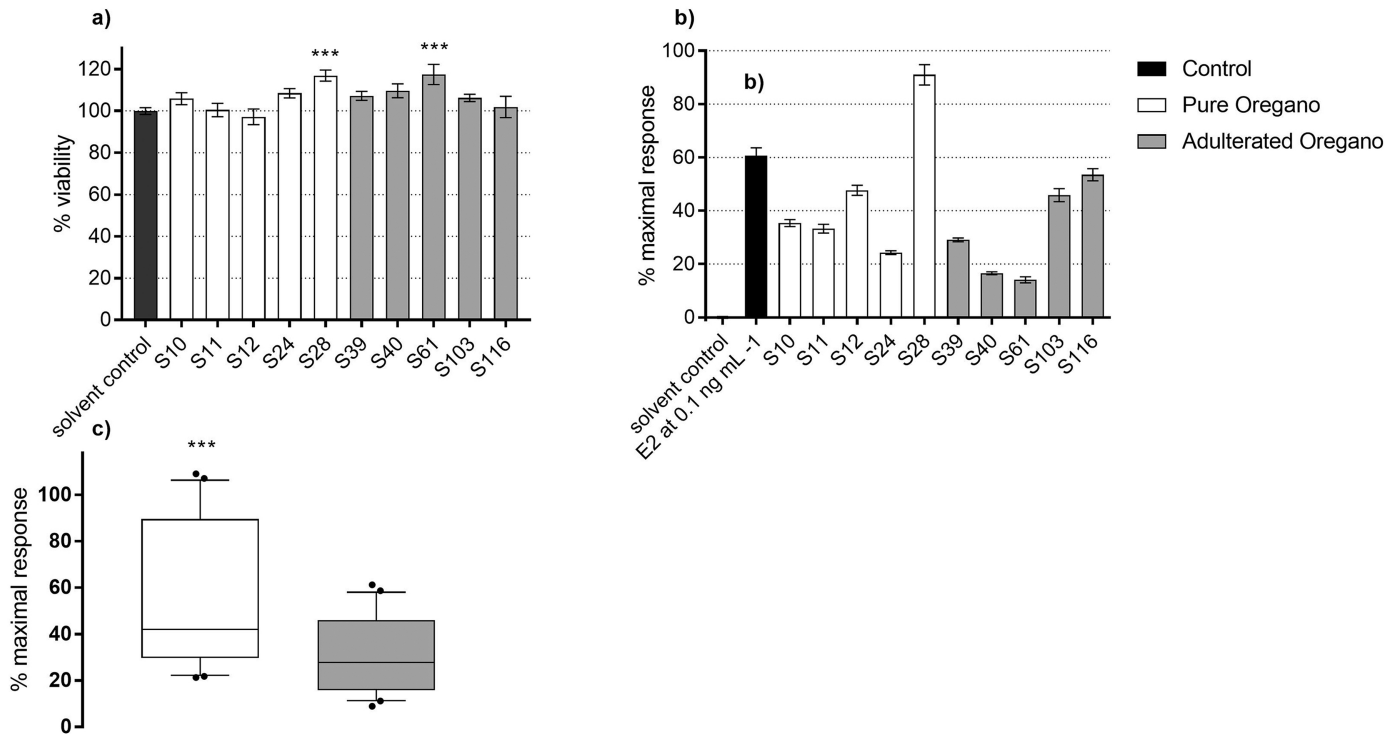 a)
% viability
120
100
80
60
40
20
0
***
***
solvent control
S10
S11
S12
S24
S28
S39
S40
S61
S103
S116
b)
b)
% maximal response
100
80
60
40
20
0
solvent control
E2 at 0.1 ng mL -1
S10
S11
S12
S24
S28
S39
S40
S61
S103
S116
Control
Pure Oregano
Adulterated Oregano
c)
***
% maximal response
100
80
60
40
20
0